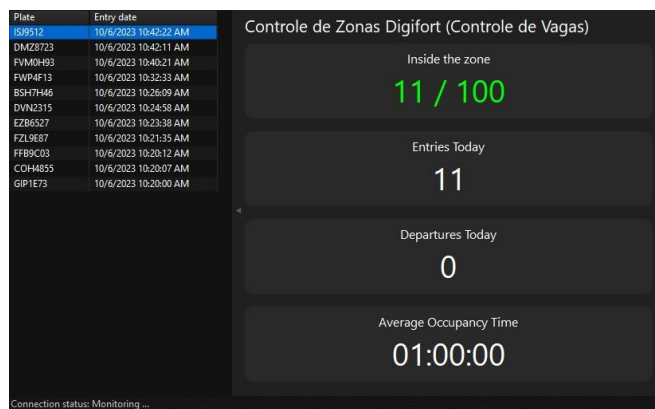 Plate Entry date
ISJ9512 10/6/2023 10:42:22 AM
DMZ8723 10/6/2023 10:42:11 AM
FVM0H93 10/6/2023 10:40:21 AM
FWP4F13 10/6/2023 10:32:33 AM
BSH7H46 10/6/2023 10:26:09 AM
DVN2315 10/6/2023 10:24:58 AM
EZB6527 10/6/2023 10:23:38 AM
FZL9E87 10/6/2023 10:21:35 AM
FFB9C03 10/6/2023 10:20:12 AM
COH4855 10/6/2023 10:20:07 AM
GIP1E73 10/6/2023 10:20:00 AM
Controle de Zonas Digifort (Controle de Vagas)
Inside the zone
11 / 100
Entries Today
11
Departures Today
0
Average Occupancy Time
01:00:00
Connection status: Monitoring ...